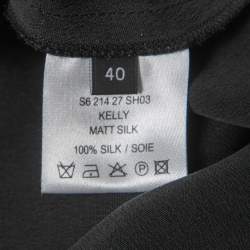 40
S6 214 27 SH03
KELLY
MATT SILK
100% SILK / SOIE